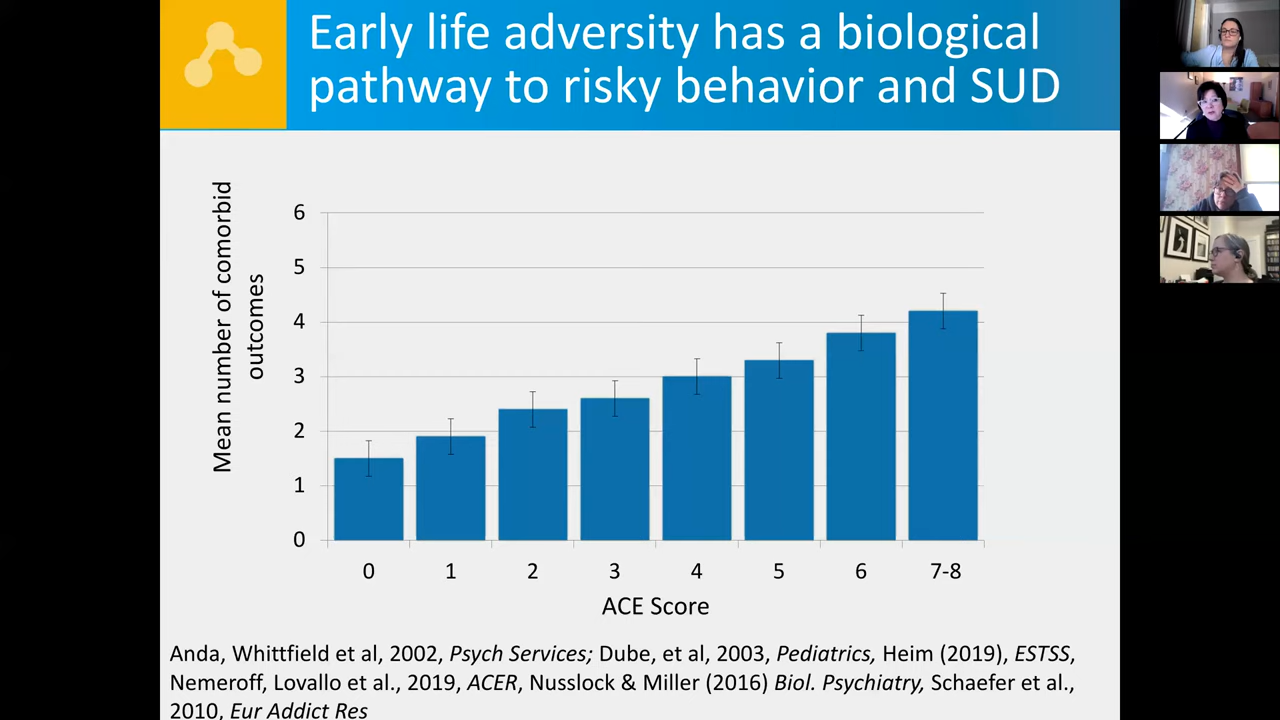 Early life adversity has a biological
pathway to risky behavior and SUD
Mean number of comorbid
outcomes
6
5
4
3
2
1
0
0 1 2 3 4 5 6 7-8
ACE Score
Anda, Whittfield et al, 2002, Psych Services; Dube, et al, 2003, Pediatrics, Heim (2019), ESTSS,
Nemeroff, Lovallo et al., 2019, ACER, Nusslock & Miller (2016) Biol. Psychiatry, Schaefer et al.,
2010, Eur Addict Res